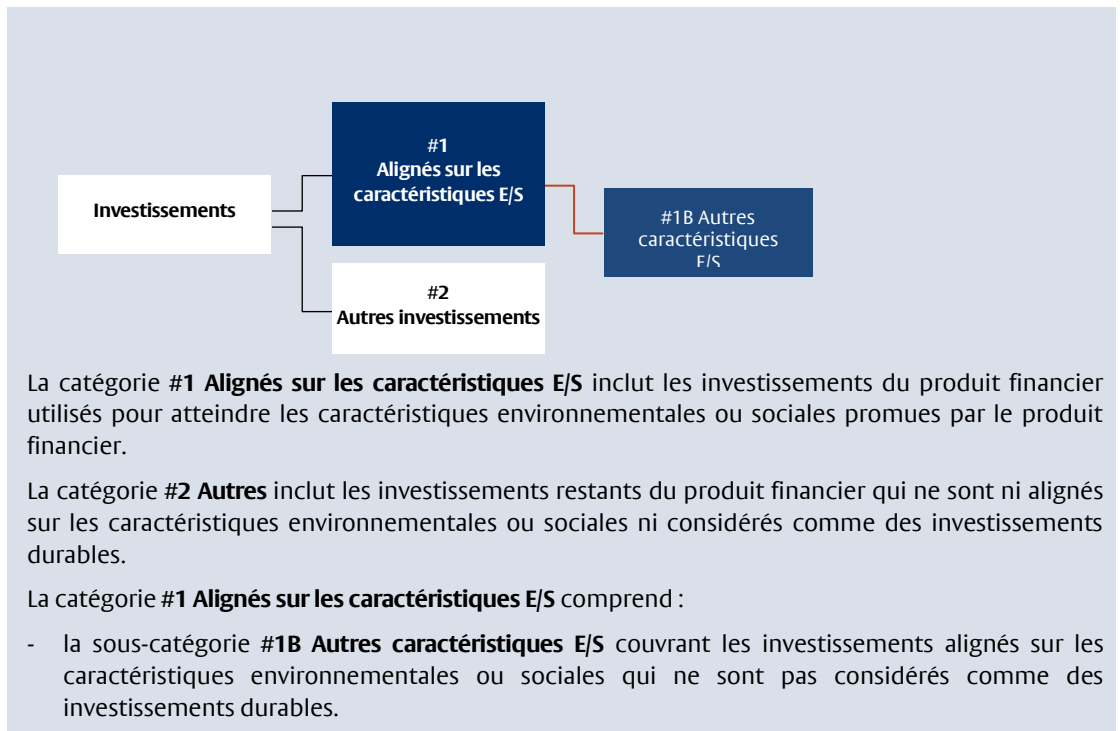 #1
Alignés sur les
caractéristiques E/S
Investissements
#1B Autres
caractéristiques
E/S
#2
Autres investissements
La catégorie #1 Alignés sur les caractéristiques E/S inclut les investissements du produit financier
utilisés pour atteindre les caractéristiques environnementales ou sociales promues par le produit
financier.
La catégorie #2 Autres inclut les investissements restants du produit financier qui ne sont ni alignés
sur les caractéristiques environnementales ou sociales ni considérés comme des investissements
durables.
La catégorie #1 Alignés sur les caractéristiques E/S comprend :
- la sous-catégorie #1B Autres caractéristiques E/S couvrant les investissements alignés sur les
caractéristiques environnementales ou sociales qui ne sont pas considérés comme des
investissements durables.